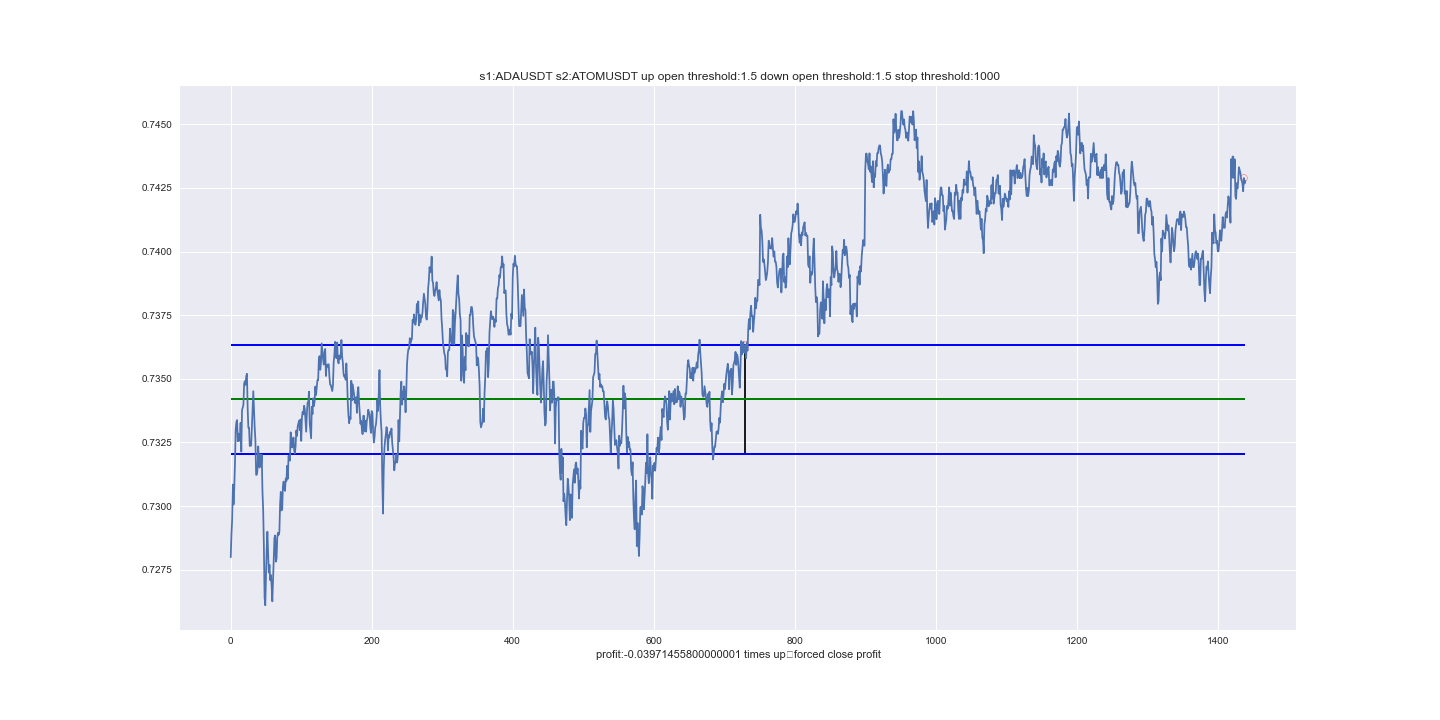 s1:ADAUSDT s2:ATOMUSDT up open threshold:1.5 down open threshold:1.5 stop threshold:1000
0.7450
0.7425
0.7400
0.7375
0.7350
0.7325
0.7300
0.7275
0 200 400 600 800 1000 1200 1400
profit:-0.03971455800000001 times up□forced close profit